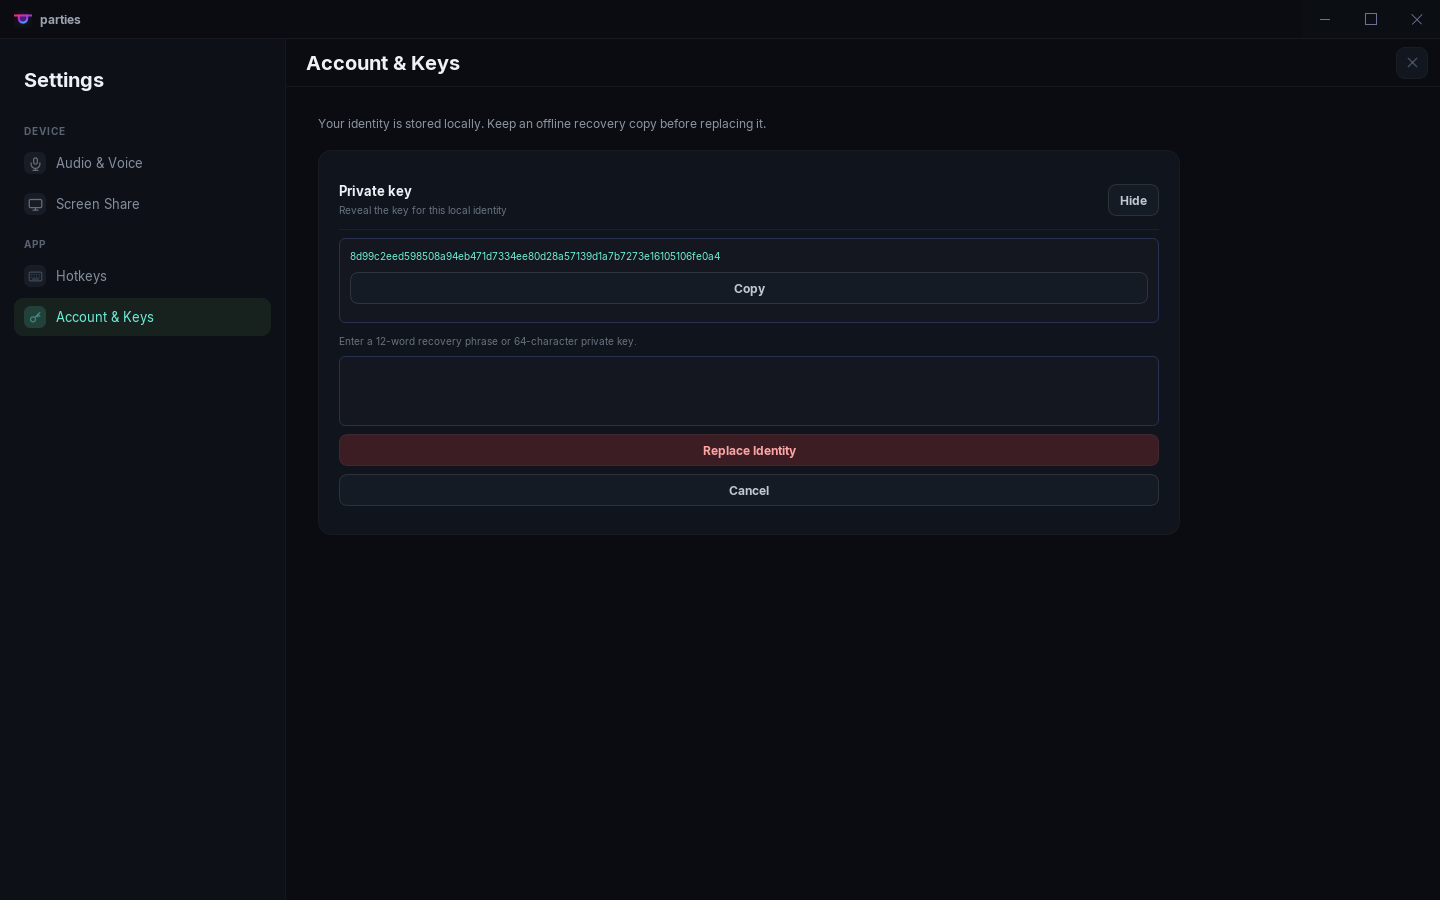 parties
Settings
DEVICE
Audio & Voice
Screen Share
APP
Hotkeys
Account & Keys
Account & Keys
Your identity is stored locally. Keep an offline recovery copy before replacing it.
Private key
Reveal the key for this local identity
Hide
8d99c2eed598508a94eb471d7334ee80d28a57139d1a7b7273e16105106fe0a4
Copy
Enter a 12-word recovery phrase or 64-character private key.
Replace Identity
Cancel